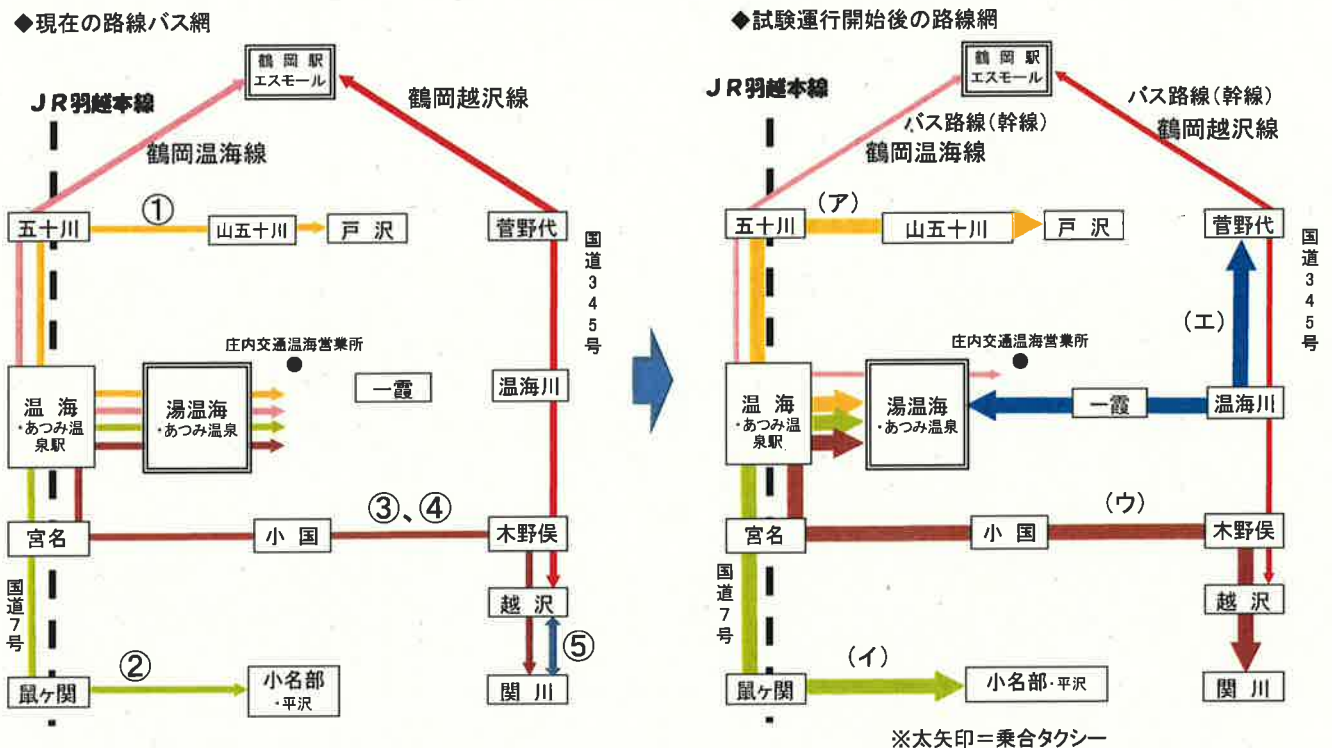 ◆現在の路線バス網
鶴岡駅
エスモール
JR羽越本線
鶴岡越沢線
鶴岡温海線
①
五十川
山五十川
戸沢
菅野代
国道345号
庄内交通温海営業所
温海
・あつみ温
泉駅
湯温海
・あつみ温泉
一霞
温海川
③、④
宮名
小国
木野俣
国道7号
越沢
⑤
②
鼠ヶ関
小名部
・平沢
関川
◆試験運行開始後の路線網
鶴岡駅
エスモール
JR羽越本線
バス路線(幹線)
鶴岡越沢線
バス路線(幹線)
鶴岡温海線
(ア)
五十川
山五十川
戸沢
菅野代
国道345号
(エ)
庄内交通温海営業所
温海
・あつみ温
泉駅
湯温海
・あつみ温泉
一霞
温海川
(ウ)
宮名
小国
木野俣
国道7号
越沢
(イ)
鼠ヶ関
小名部・平沢
関川
※太矢印=乗合タクシー